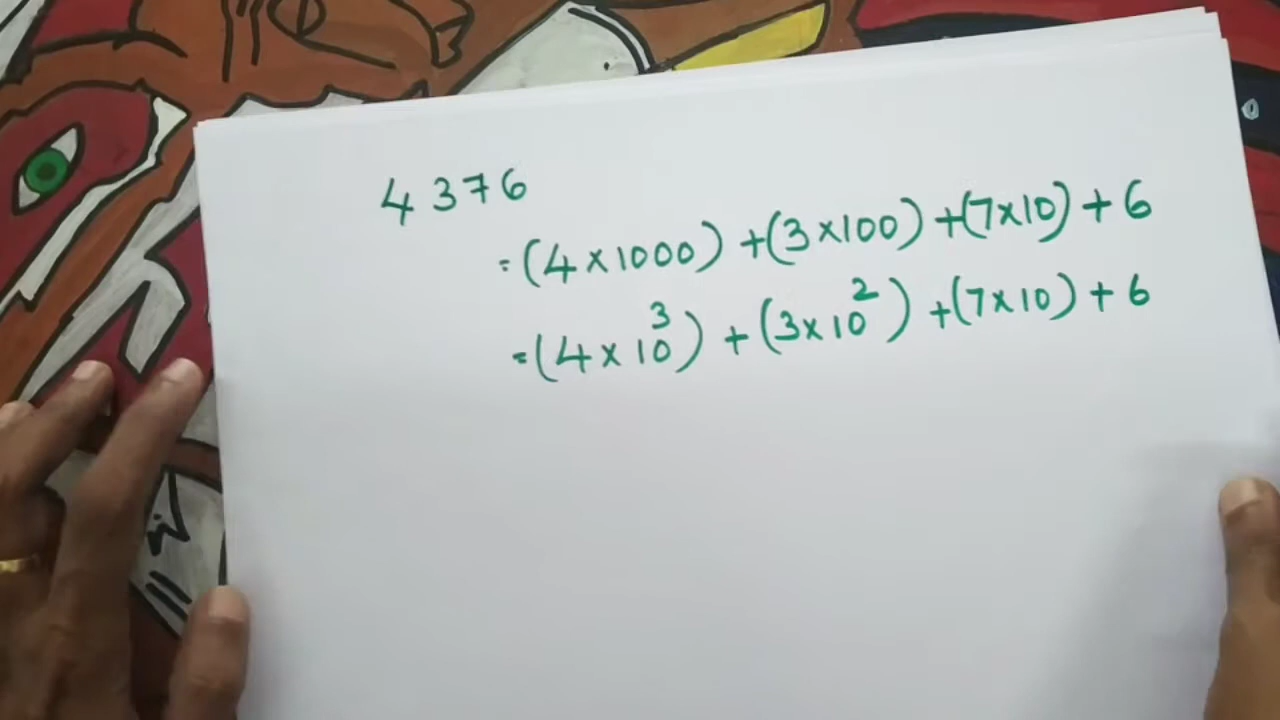 4376
= (4×1000) + (3×100) + (7×10) + 6
= (4×10³) + (3×10²) + (7×10) + 6